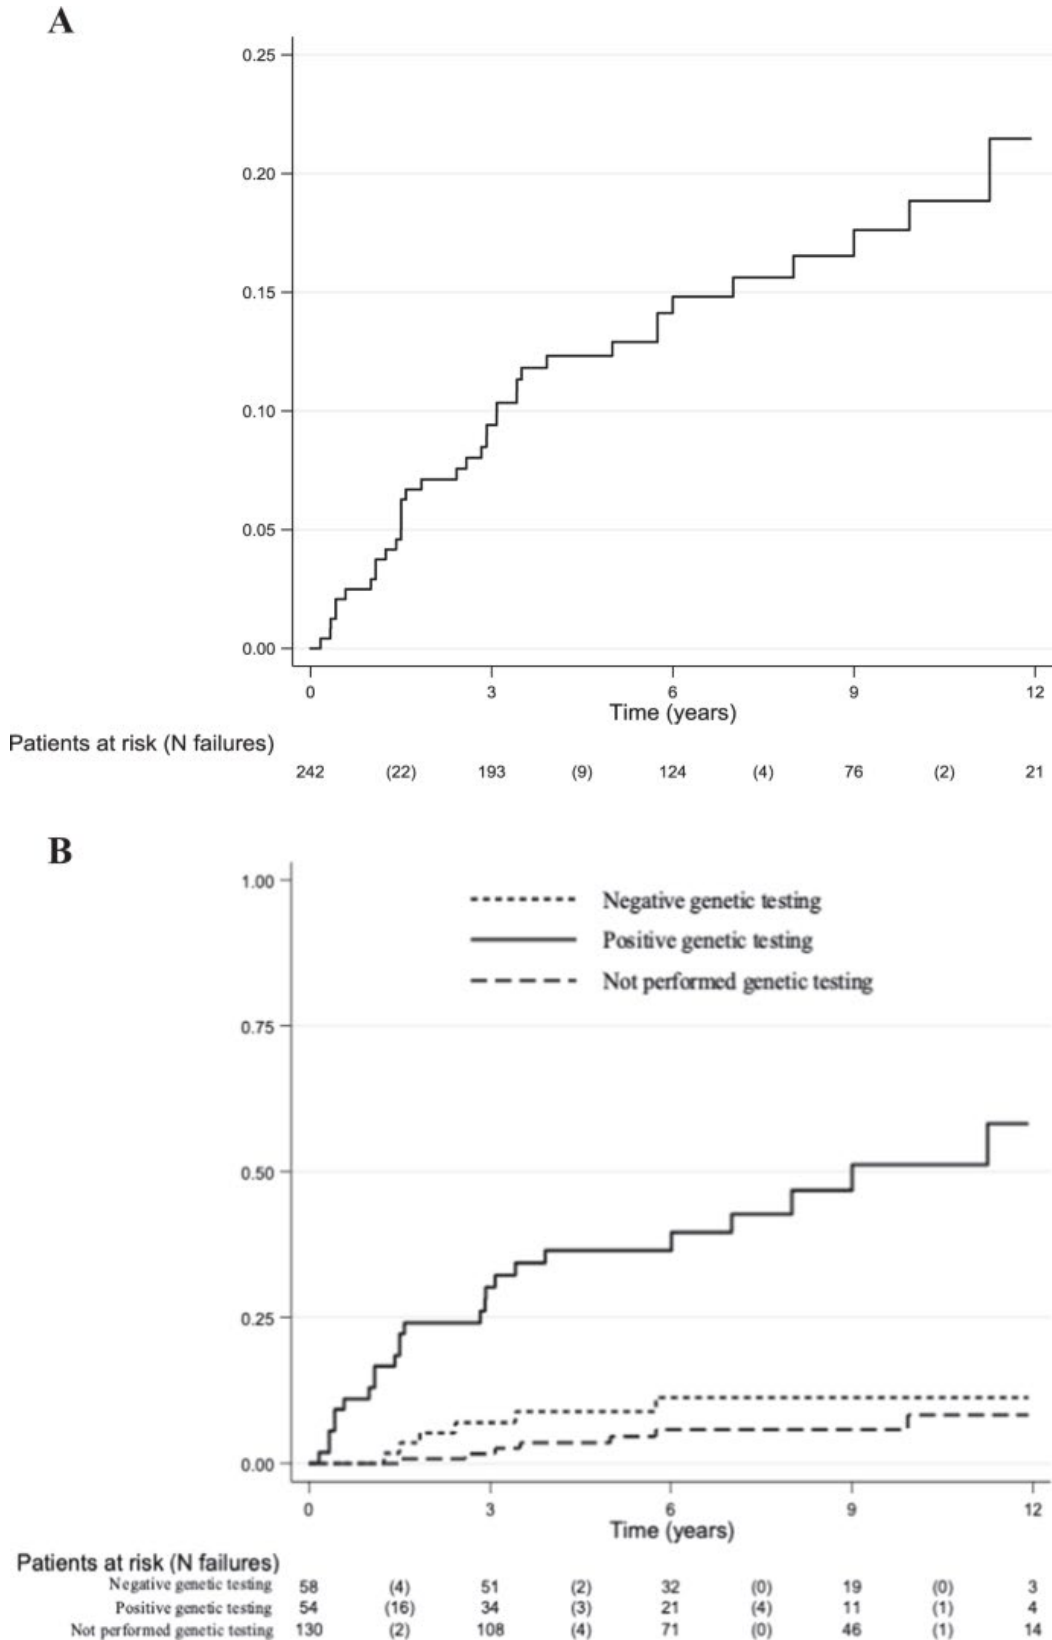 A
0.25
0.20
0.15
0.10
0.05
0.00
0 3 6 9 12
Time (years)
Patients at risk (N failures)
242 (22) 193 (9) 124 (4) 76 (2) 21
B
1.00
Negative genetic testing
Positive genetic testing
Not performed genetic testing
0.75
0.50
0.25
0.00
0 3 6 9 12
Time (years)
Patients at risk (N failures)
Negative genetic testing 58 (4) 51 (2) 32 (0) 19 (0) 3
Positive genetic testing 54 (16) 34 (3) 21 (4) 11 (1) 4
Not performed genetic testing 130 (2) 108 (4) 71 (0) 46 (1) 14